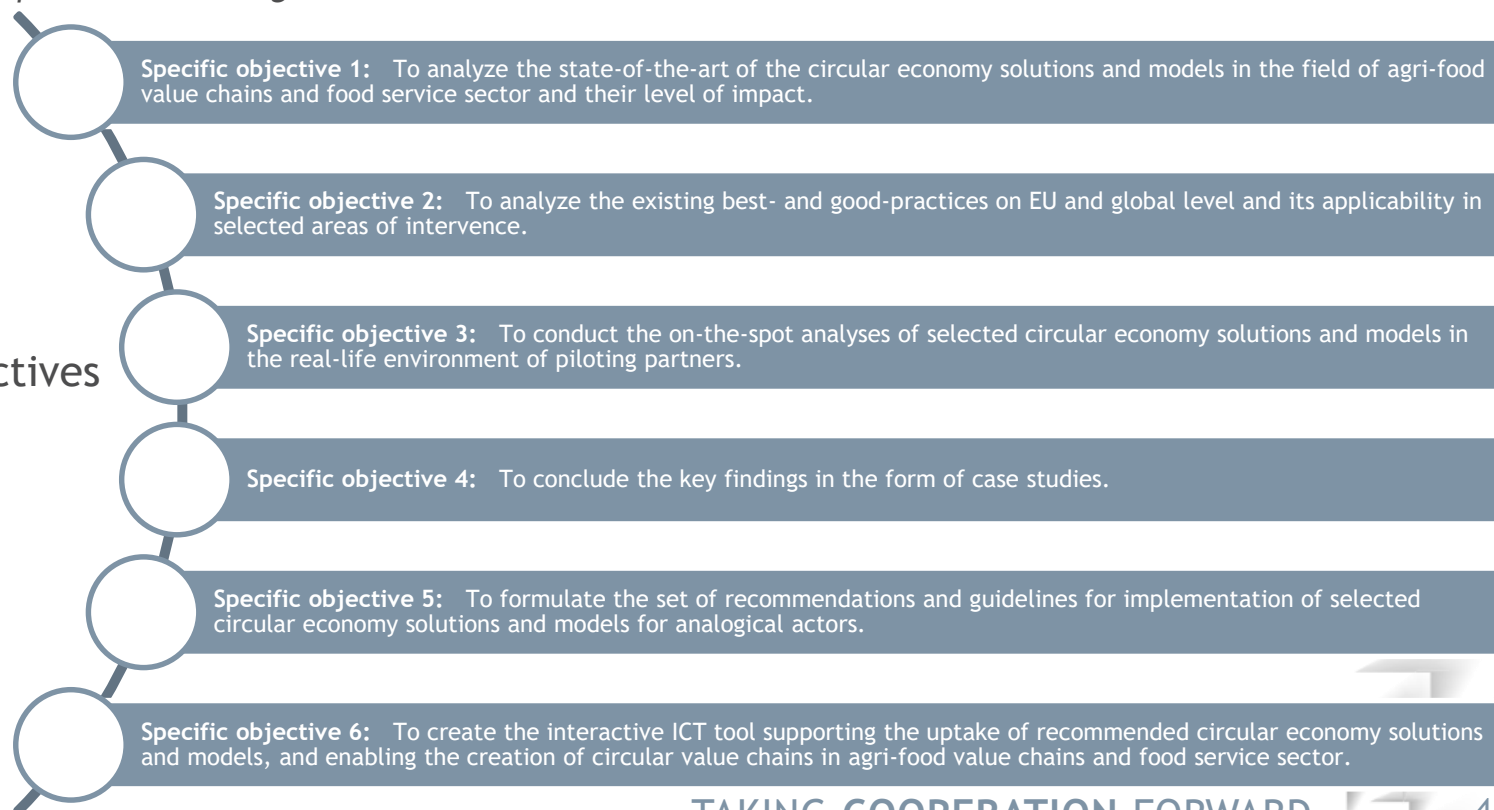 Specific objective 1: To analyze the state-of-the-art of the circular economy solutions and models in the field of agri-food
value chains and food service sector and their level of impact.
Specific objective 2: To analyze the existing best- and good-practices on EU and global level and its applicability in
selected areas of intervence.
Specific objective 3: To conduct the on-the-spot analyses of selected circular economy solutions and models in
the real-life environment of piloting partners.
ctives
Specific objective 4: To conclude the key findings in the form of case studies.
Specific objective 5: To formulate the set of recommendations and guidelines for implementation of selected
circular economy solutions and models for analogical actors.
Specific objective 6: To create the interactive ICT tool supporting the uptake of recommended circular economy solutions
and models, and enabling the creation of circular value chains in agri-food value chains and food service sector.
TAKING COOPERATION FORWARD 4